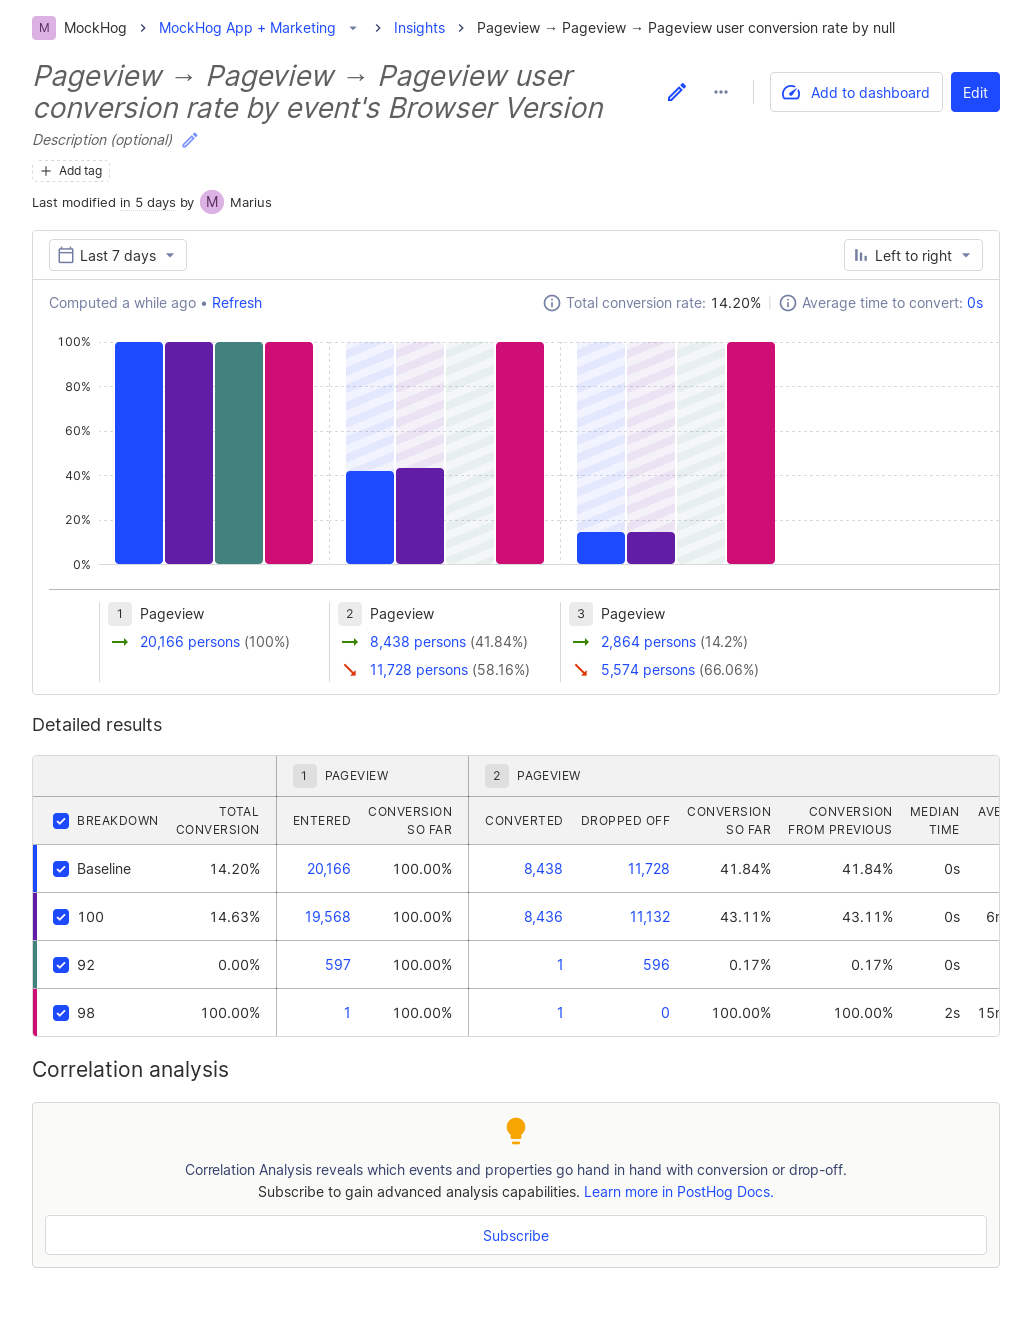 M MockHog > MockHog App + Marketing > Insights > Pageview → Pageview → Pageview user conversion rate by null
Pageview → Pageview → Pageview user
conversion rate by event's Browser Version
Add to dashboard
Edit
Description (optional)
Add tag
Last modified in 5 days by M Marius
Last 7 days
Left to right
Computed a while ago • Refresh
Total conversion rate: 14.20%
Average time to convert: 0s
100%
80%
60%
40%
20%
0%
1 Pageview
20,166 persons (100%)
2 Pageview
8,438 persons (41.84%)
11,728 persons (58.16%)
3 Pageview
2,864 persons (14.2%)
5,574 persons (66.06%)
Detailed results
1 PAGEVIEW 2 PAGEVIEW
BREAKDOWN TOTAL CONVERSION ENTERED CONVERSION SO FAR CONVERTED DROPPED OFF CONVERSION SO FAR CONVERSION FROM PREVIOUS MEDIAN TIME
Baseline 14.20% 20,166 100.00% 8,438 11,728 41.84% 41.84% 0s
100 14.63% 19,568 100.00% 8,436 11,132 43.11% 43.11% 0s
92 0.00% 597 100.00% 1 596 0.17% 0.17% 0s
98 100.00% 1 100.00% 1 0 100.00% 100.00% 2s
Correlation analysis
Correlation Analysis reveals which events and properties go hand in hand with conversion or drop-off.
Subscribe to gain advanced analysis capabilities. Learn more in PostHog Docs.
Subscribe